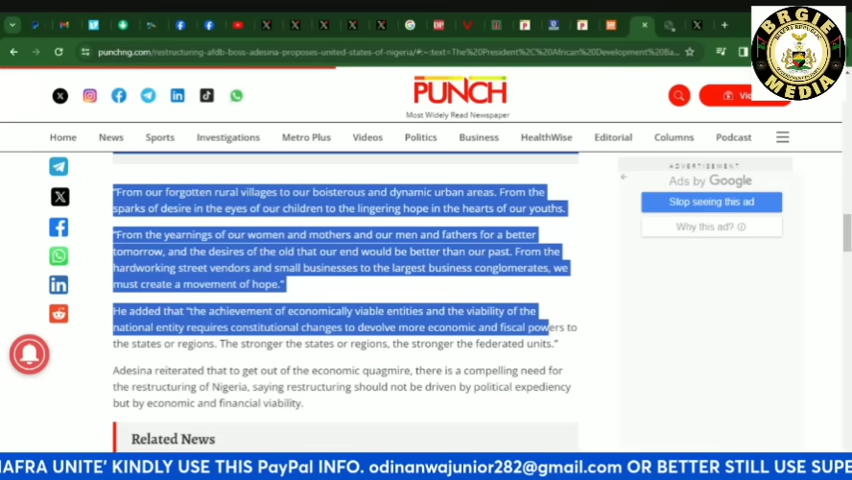 punchng.com/restructuring-afdb-boss-adesina-proposes-united-states-of-nigeria/#:~:text=The%20President%2C%20African%20Development%20Ba...
BRGIE
MEDIA
PUNCH
Most Widely Read Newspaper
Home News Sports Investigations Metro Plus Videos Politics Business HealthWise Editorial Columns Podcast
ADVERTISEMENT
Ads by Google
Stop seeing this ad
Why this ad?
“From our forgotten rural villages to our boisterous and dynamic urban areas. From the
sparks of desire in the eyes of our children to the lingering hope in the hearts of our youths.
“From the yearnings of our women and mothers and our men and fathers for a better
tomorrow, and the desires of the old that our end would be better than our past. From the
hardworking street vendors and small businesses to the largest business conglomerates, we
must create a movement of hope.”
He added that “the achievement of economically viable entities and the viability of the
national entity requires constitutional changes to devolve more economic and fiscal powers to
the states or regions. The stronger the states or regions, the stronger the federated units.”
Adesina reiterated that to get out of the economic quagmire, there is a compelling need for
the restructuring of Nigeria, saying restructuring should not be driven by political expediency
but by economic and financial viability.
Related News
IAFRA UNITE’ KINDLY USE THIS PayPal INFO. odinanwajunior282@gmail.com OR BETTER STILL USE SUPE